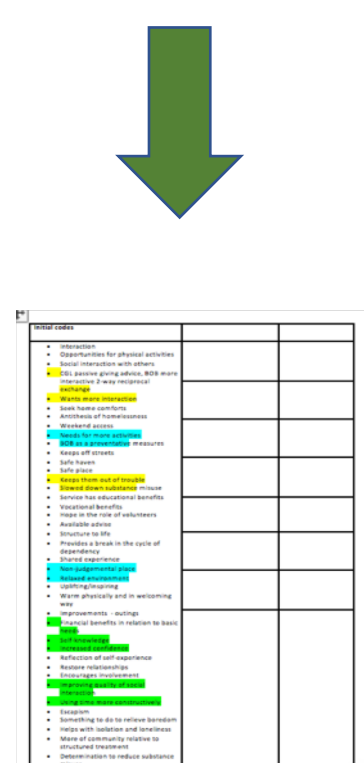 Initial codes
• Interaction
• Opportunities for physical activities
• Social interaction with others
• CGL passive giving advice, BOB more
interactive 2-way reciprocal
exchange
• Wants more interaction
• Seek home comforts
• Antithesis of homelessness
• Weekend access
• Needs for more activities
• BOB as a preventative measures
• Keeps off streets
• Safe haven
• Safe place
• Keeps them out of trouble
• Slowed down substance misuse
• Service has educational benefits
• Vocational benefits
• Hope in the role of volunteers
• Available advise
• Structure to life
• Provides a break in the cycle of
dependency
• Shared experience
• Non-judgemental place
• Relaxed environment
• Uplifting/inspiring
• Warm physically and in welcoming
way
• Improvements - outings
• Financial benefits in relation to basic
needs
• Self-knowledge
• Increased confidence
• Reflection of self-experience
• Restore relationships
• Encourages involvement
• Improving quality of social
interaction
• Using time more constructively
• Escapism
• Something to do to relieve boredom
• Helps with isolation and loneliness
• More of community relative to
structured treatment
• Determination to reduce substance